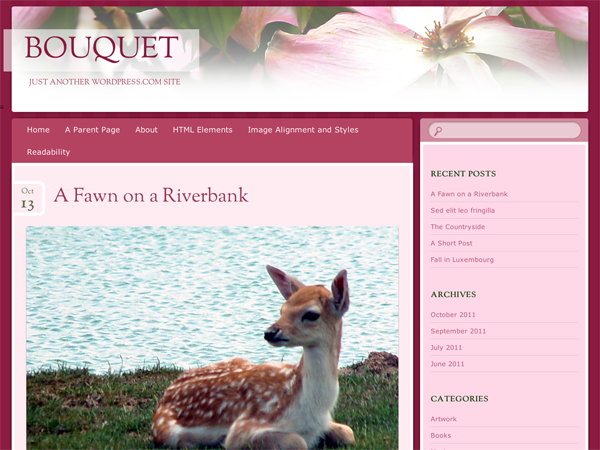 BOUQUET
JUST ANOTHER WORDPRESS.COM SITE
Home A Parent Page About HTML Elements Image Alignment and Styles
Readability
Oct
13
A Fawn on a Riverbank
RECENT POSTS
A Fawn on a Riverbank
Sed elit leo fringilla
The Countryside
A Short Post
Fall in Luxembourg
ARCHIVES
October 2011
September 2011
July 2011
June 2011
CATEGORIES
Artwork
Books